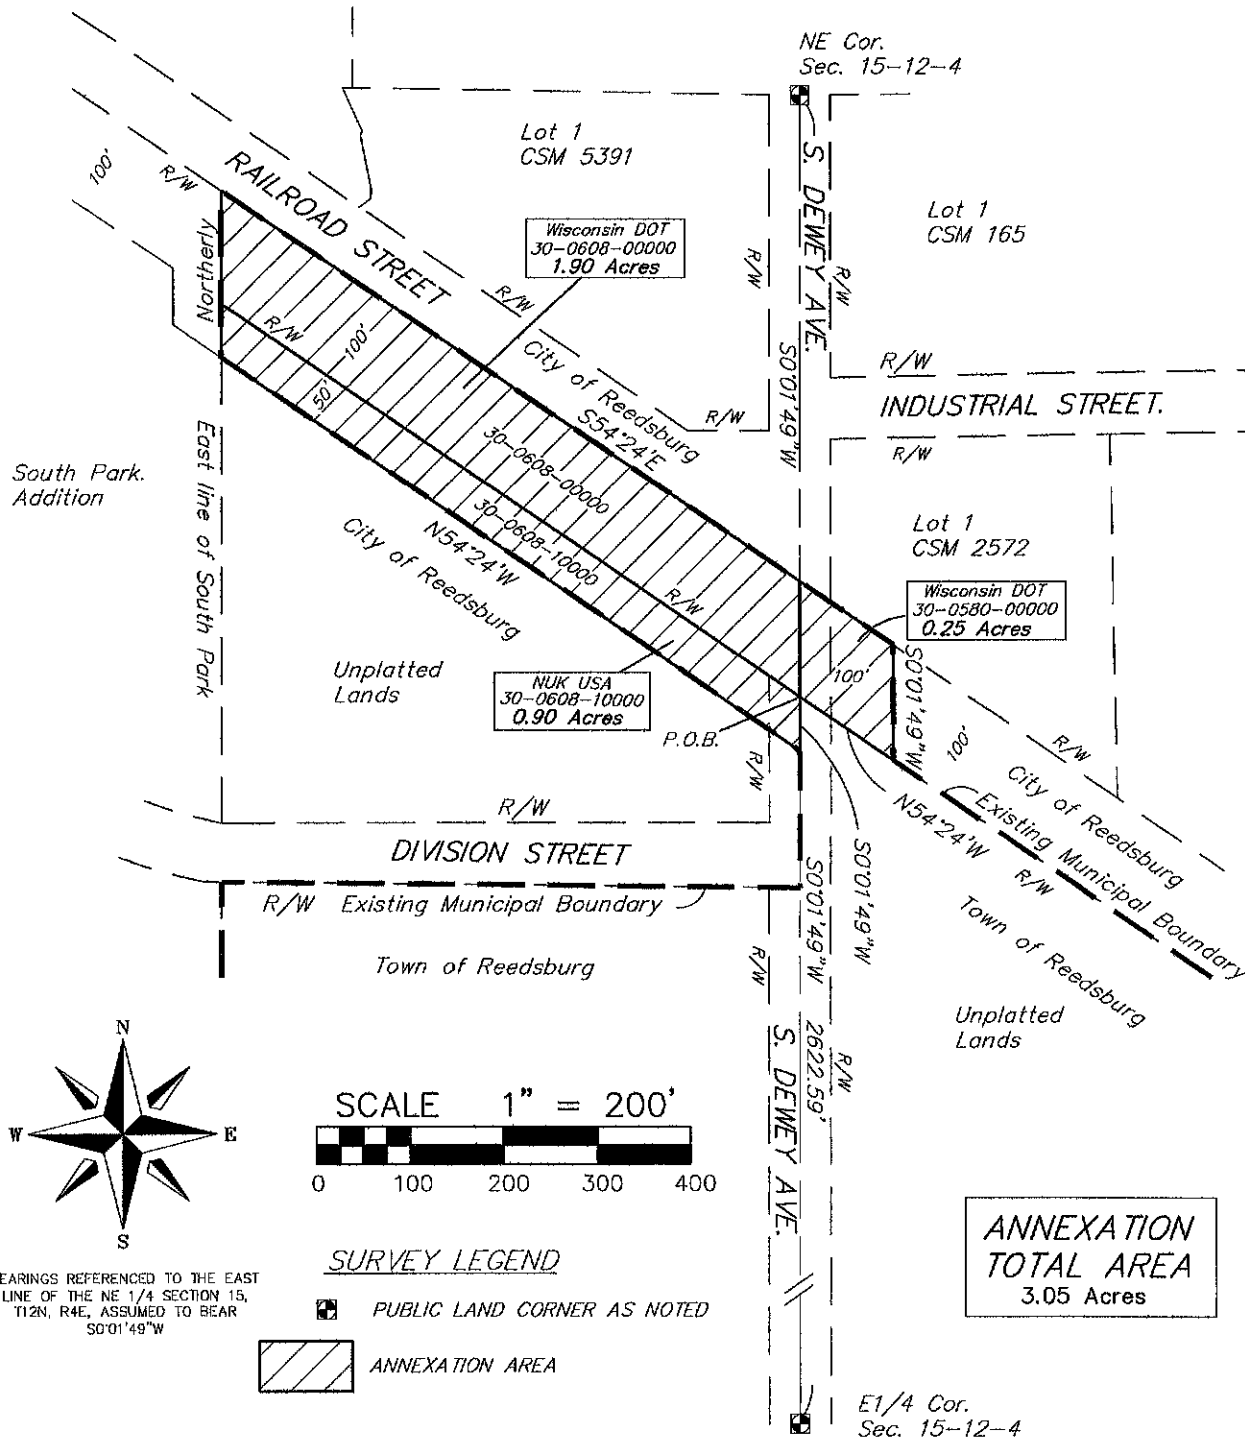 NE Cor.
Sec. 15-12-4
Lot 1
CSM 5391
S. DEWEY AVE.
Lot 1
CSM 165
100'
R/W
RAILROAD STREET
Northerly
Wisconsin DOT
30-0608-00000
1.90 Acres
R/W
R/W
R/W
R/W
100'
50'
City of Reedsburg
S54°24'E
R/W
S0°01'49"W
R/W
INDUSTRIAL STREET.
R/W
South Park.
Addition
East line of South Park
30-0608-00000
30-0608-10000
N54°24'W
City of Reedsburg
R/W
Lot 1
CSM 2572
Wisconsin DOT
30-0580-00000
0.25 Acres
Unplatted
Lands
NUK USA
30-0608-10000
0.90 Acres
P.O.B.
100'
S0°01'49"W
100'
R/W
City of Reedsburg
R/W
R/W
DIVISION STREET
N54°24'W
Existing Municipal Boundary
R/W
S0°01'49"W
R/W Existing Municipal Boundary
Town of Reedsburg
Town of Reedsburg
R/W
S0°01'49"W 2622.59'
Unplatted
Lands
R/W
S. DEWEY AVE.
N
W
E
S
SCALE 1" = 200'
0 100 200 300 400
EARINGS REFERENCED TO THE EAST
LINE OF THE NE 1/4 SECTION 15,
T12N, R4E, ASSUMED TO BEAR
S0°01'49"W
SURVEY LEGEND
PUBLIC LAND CORNER AS NOTED
ANNEXATION AREA
ANNEXATION
TOTAL AREA
3.05 Acres
E1/4 Cor.
Sec. 15-12-4